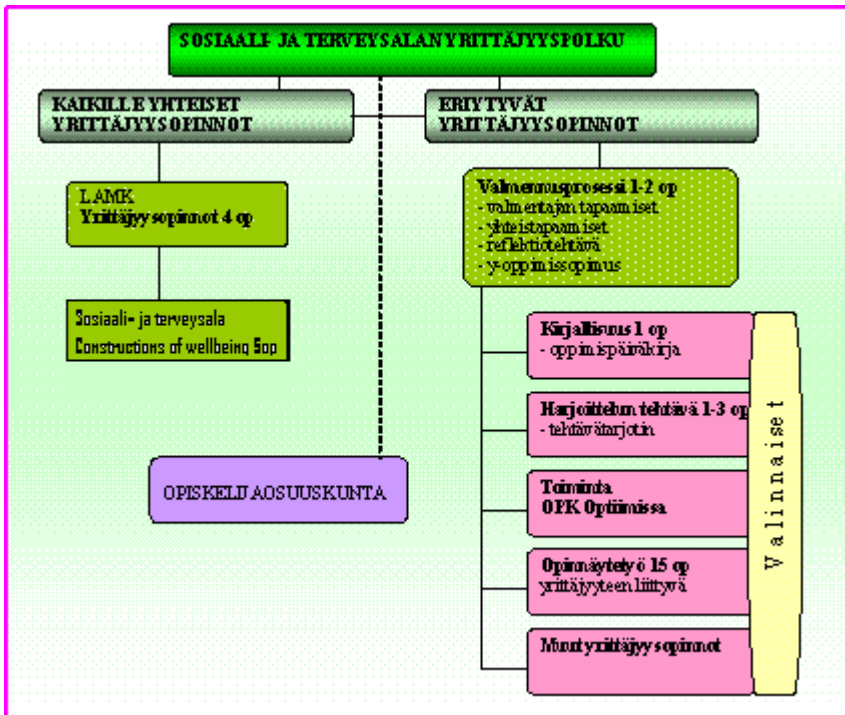 SOSIAALI- JA TERVEYSALAN YRITTÄJYYSPOLKU
KAIKILLE YHTEISET
YRITTÄJYYSOPINNOT
ERIYTYVÄT
YRITTÄJYYSOPINNOT
LAMK
Yrittäjyysopinnot 4 op
Sosiaali- ja terveysala
Constructions of wellbeing 5op
OPISKELIJAOSUUSKUNTA
Valmennusprosessi 1-2 op
- valmentajan tapaamiset
- yhteistapaamiset
- reflektiotehtävä
- y-oppimissopimus
Kirjallisuus 1 op
- oppimispäiväkirja
Harjoittelun tehtävä 1-3 op
- tehtävätarjotin
Toiminta
OPK Optiimissa
Opinnäytetyö 15 op
yrittäjyyteen liittyvä
Muut yrittäjyysopinnot
Valinnaiset